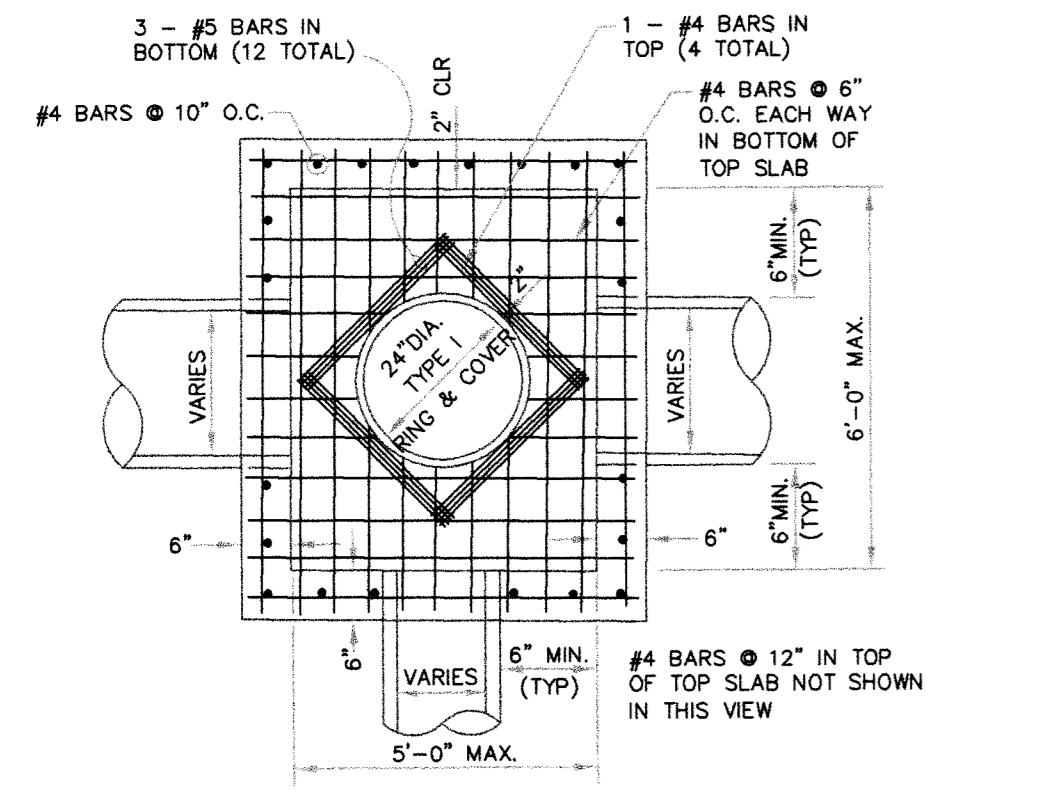 3 – #5 BARS IN
BOTTOM (12 TOTAL)
1 – #4 BARS IN
TOP (4 TOTAL)
#4 BARS @ 10" O.C.
2" CLR
#4 BARS @ 6"
O.C. EACH WAY
IN BOTTOM OF
TOP SLAB
6"MIN.
(TYP)
2"
24"DIA.
TYPE I
RING & COVER
VARIES
VARIES
6'-0" MAX.
6"MIN.
(TYP)
6"
6"
6"
VARIES
6" MIN.
(TYP)
#4 BARS @ 12" IN TOP
OF TOP SLAB NOT SHOWN
IN THIS VIEW
5'-0" MAX.